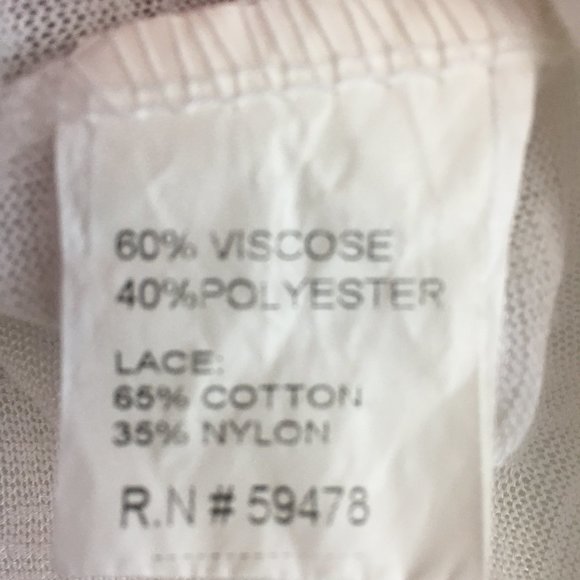 60% VISCOSE
40%POLYESTER
LACE:
65% COTTON
35% NYLON
R.N # 59478